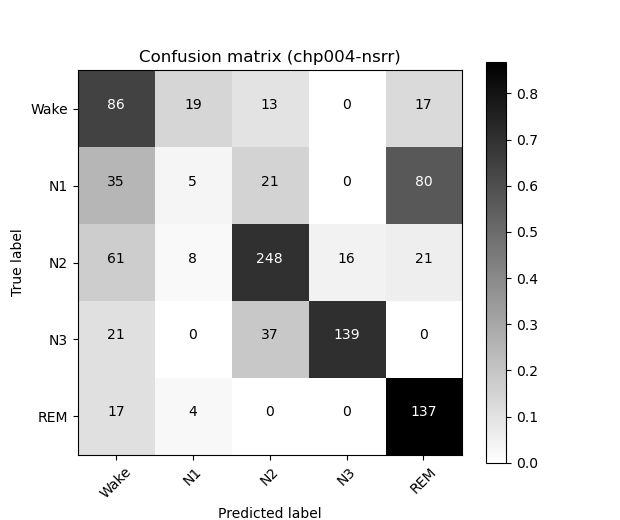 Confusion matrix (chp004-nsrr)
True label
Wake 86 19 13 0 17
N1 35 5 21 0 80
N2 61 8 248 16 21
N3 21 0 37 139 0
REM 17 4 0 0 137
Wake N1 N2 N3 REM
Predicted label
0.8
0.7
0.6
0.5
0.4
0.3
0.2
0.1
0.0